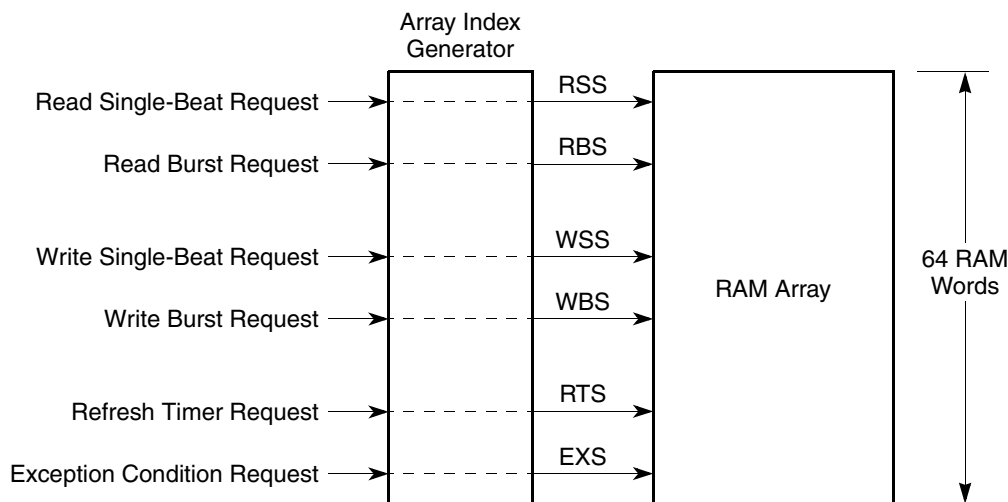 Array Index
Generator
Read Single-Beat Request
RSS
Read Burst Request
RBS
Write Single-Beat Request
WSS
Write Burst Request
WBS
Refresh Timer Request
RTS
Exception Condition Request
EXS
RAM Array
64 RAM
Words